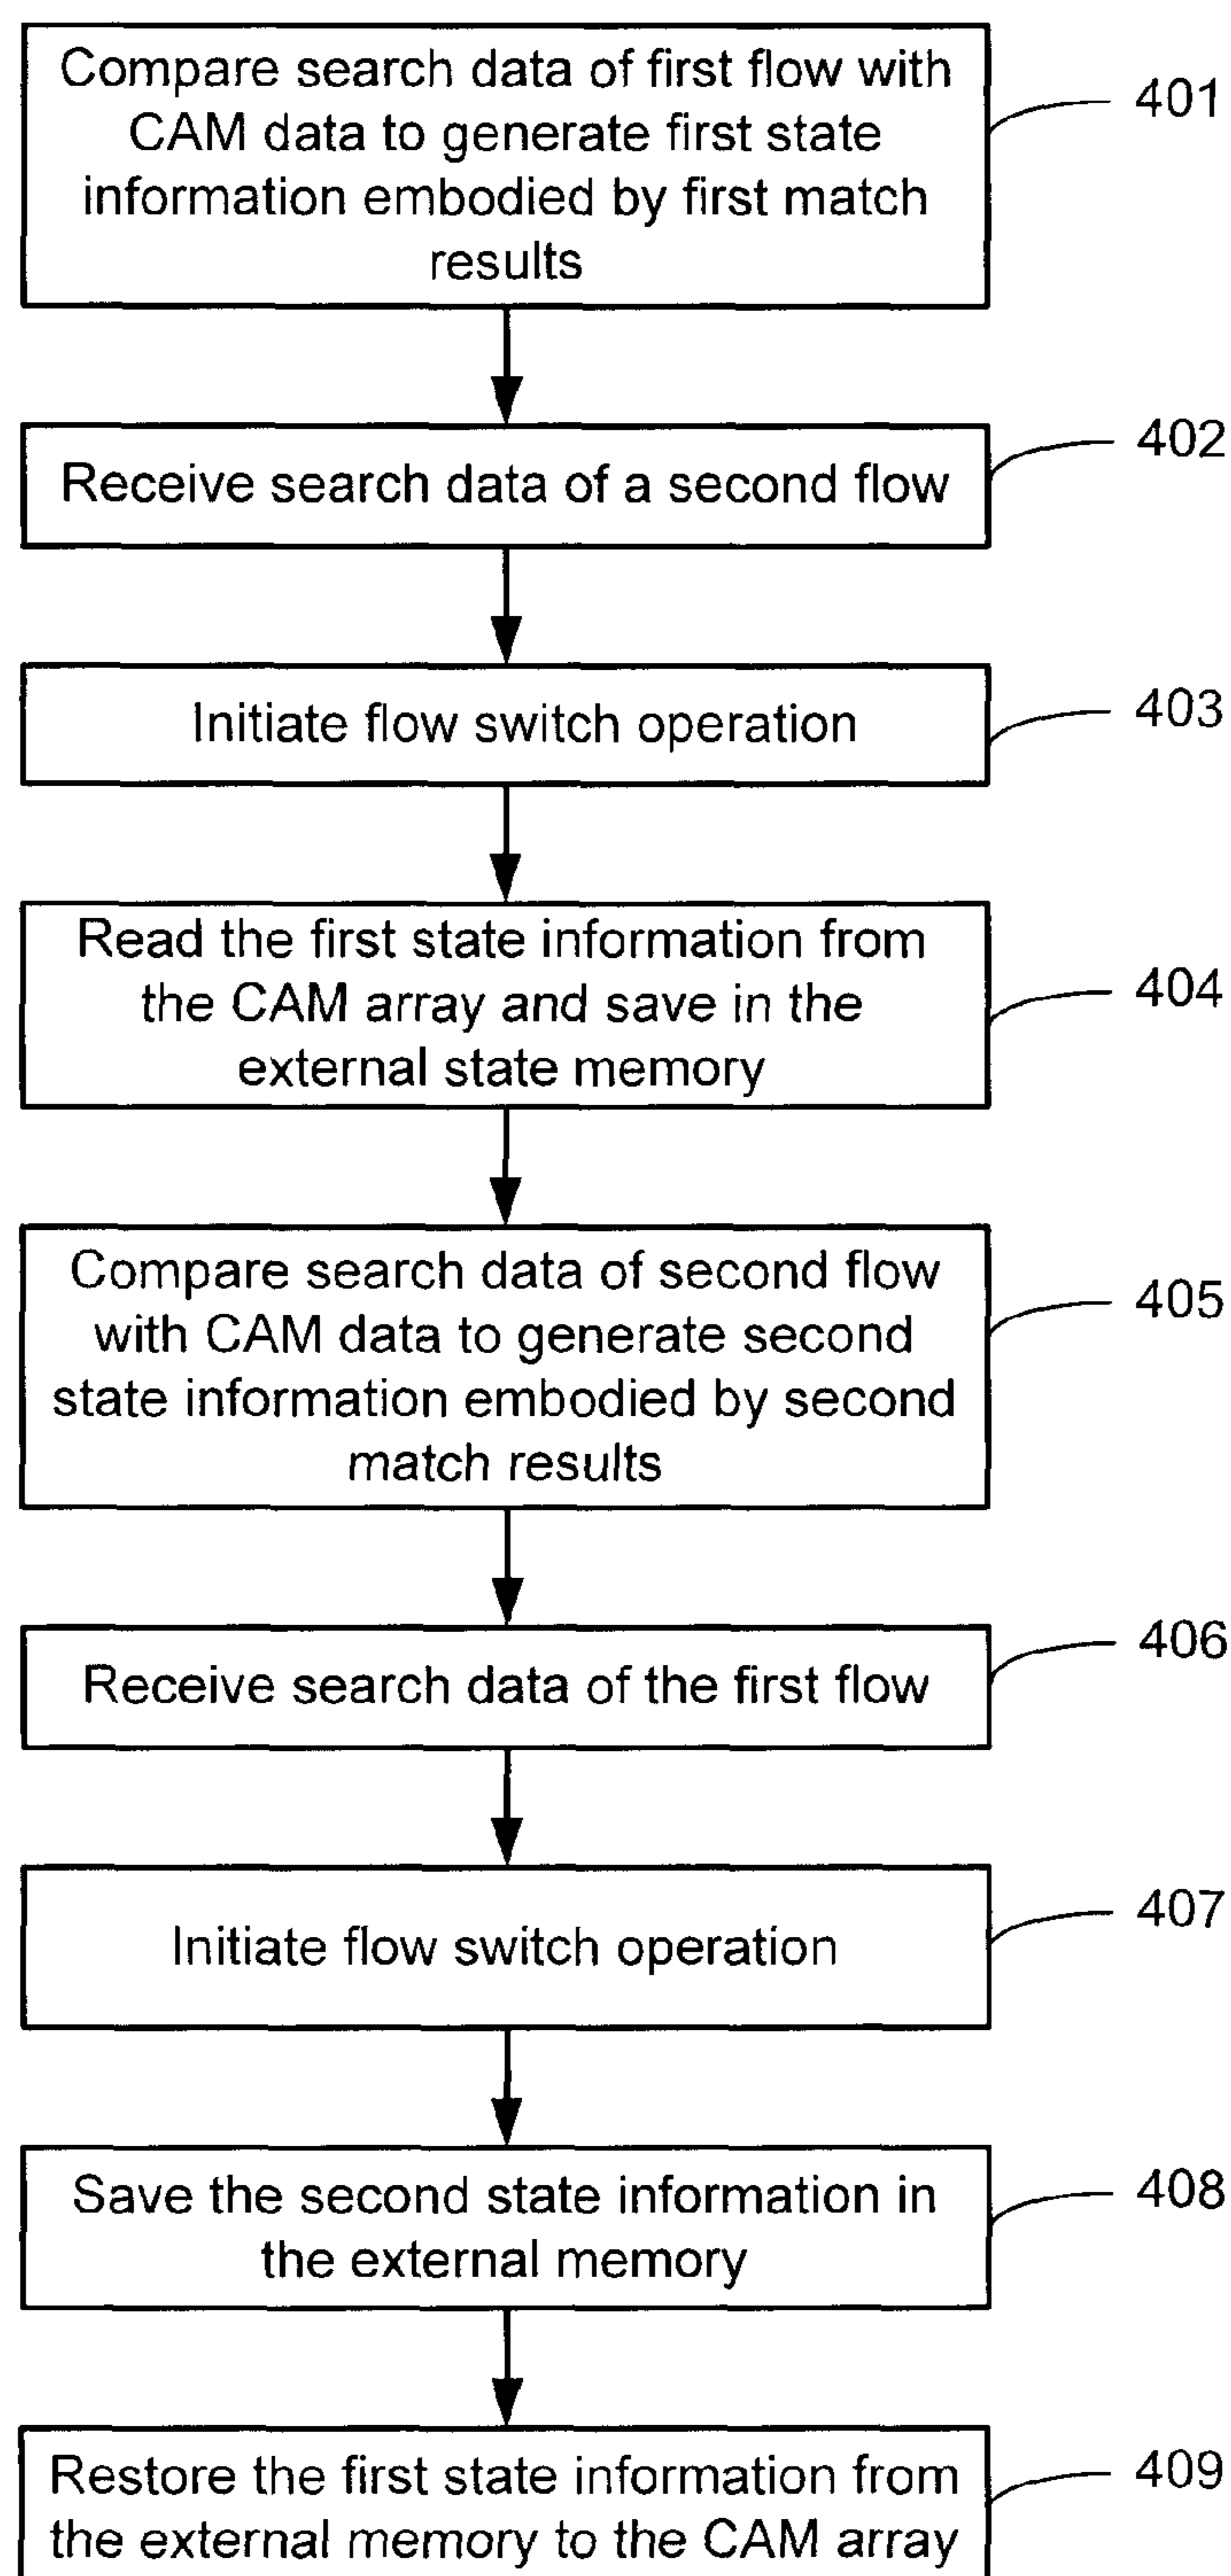 Compare search data of first flow with
CAM data to generate first state
information embodied by first match
results
401
Receive search data of a second flow
402
Initiate flow switch operation
403
Read the first state information from
the CAM array and save in the
external state memory
404
Compare search data of second flow
with CAM data to generate second
state information embodied by second
match results
405
Receive search data of the first flow
406
Initiate flow switch operation
407
Save the second state information in
the external memory
408
Restore the first state information from
the external memory to the CAM array
409